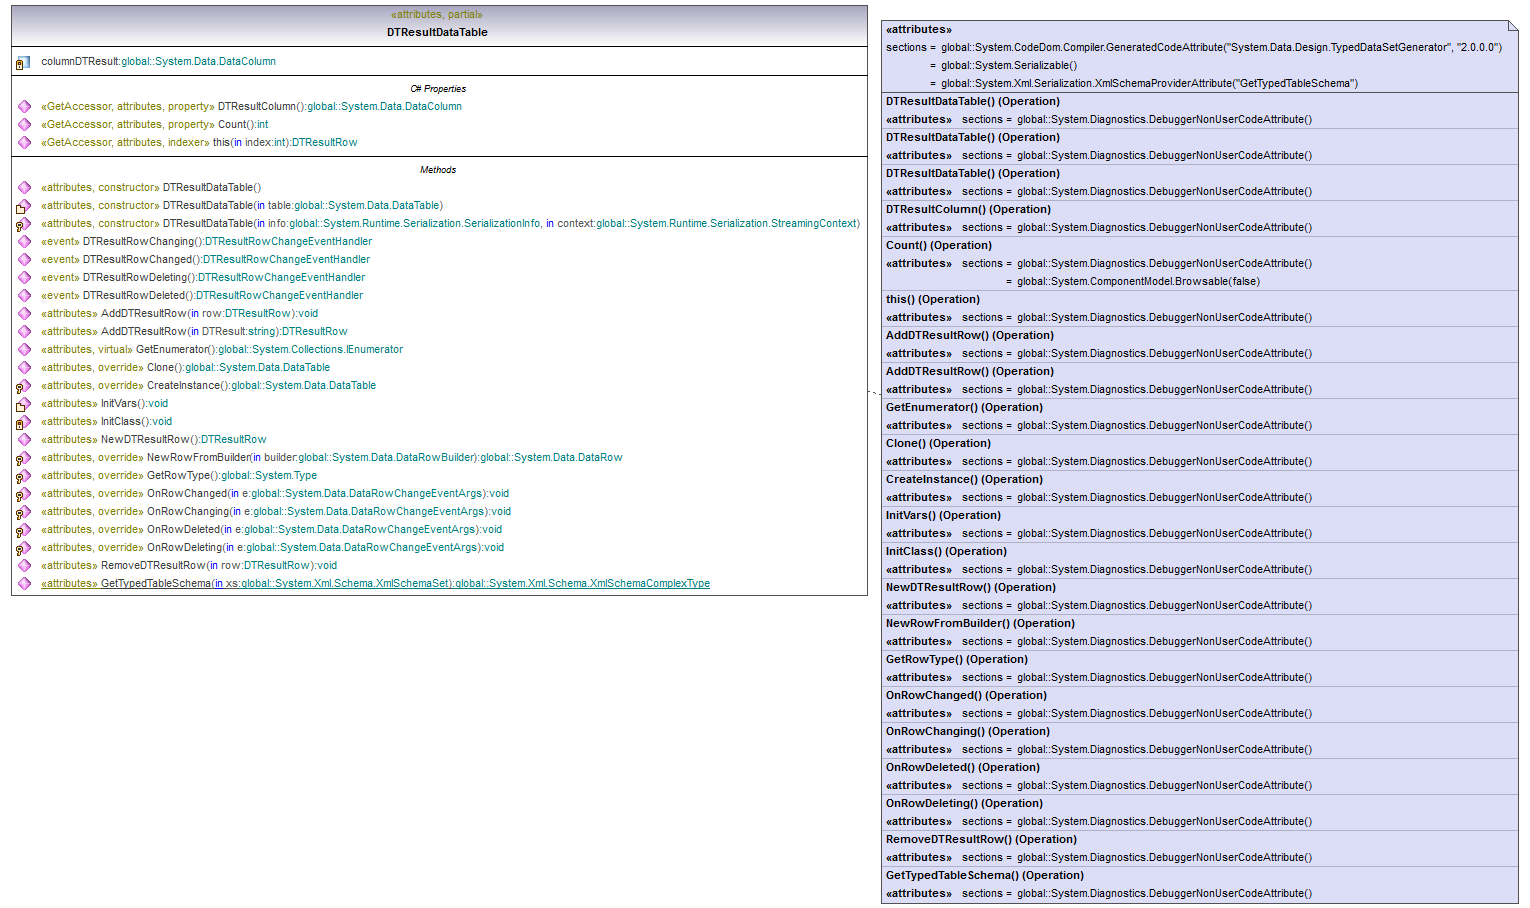 «attributes, partial»
DTResultDataTable
columnDTResult:global::System.Data.DataColumn
C# Properties
«GetAccessor, attributes, property» DTResultColumn():global::System.Data.DataColumn
«GetAccessor, attributes, property» Count():int
«GetAccessor, attributes, indexer» this(in index:int):DTResultRow
Methods
«attributes, constructor» DTResultDataTable()
«attributes, constructor» DTResultDataTable(in table:global::System.Data.DataTable)
«attributes, constructor» DTResultDataTable(in info:global::System.Runtime.Serialization.SerializationInfo, in context:global::System.Runtime.Serialization.StreamingContext)
«event» DTResultRowChanging():DTResultRowChangeEventHandler
«event» DTResultRowChanged():DTResultRowChangeEventHandler
«event» DTResultRowDeleting():DTResultRowChangeEventHandler
«event» DTResultRowDeleted():DTResultRowChangeEventHandler
«attributes» AddDTResultRow(in row:DTResultRow):void
«attributes» AddDTResultRow(in DTResult:string):DTResultRow
«attributes, virtual» GetEnumerator():global::System.Collections.IEnumerator
«attributes, override» Clone():global::System.Data.DataTable
«attributes, override» CreateInstance():global::System.Data.DataTable
«attributes» InitVars():void
«attributes» InitClass():void
«attributes» NewDTResultRow():DTResultRow
«attributes, override» NewRowFromBuilder(in builder:global::System.Data.DataRowBuilder):global::System.Data.DataRow
«attributes, override» GetRowType():global::System.Type
«attributes, override» OnRowChanged(in e:global::System.Data.DataRowChangeEventArgs):void
«attributes, override» OnRowChanging(in e:global::System.Data.DataRowChangeEventArgs):void
«attributes, override» OnRowDeleted(in e:global::System.Data.DataRowChangeEventArgs):void
«attributes, override» OnRowDeleting(in e:global::System.Data.DataRowChangeEventArgs):void
«attributes» RemoveDTResultRow(in row:DTResultRow):void
«attributes» GetTypedTableSchema(in xs:global::System.Xml.Schema.XmlSchemaSet):global::System.Xml.Schema.XmlSchemaComplexType
«attributes»
sections = global::System.CodeDom.Compiler.GeneratedCodeAttribute("System.Data.Design.TypedDataSetGenerator", "2.0.0.0")
= global::System.Serializable()
= global::System.Xml.Serialization.XmlSchemaProviderAttribute("GetTypedTableSchema")
DTResultDataTable() (Operation)
«attributes» sections = global::System.Diagnostics.DebuggerNonUserCodeAttribute()
DTResultDataTable() (Operation)
«attributes» sections = global::System.Diagnostics.DebuggerNonUserCodeAttribute()
DTResultDataTable() (Operation)
«attributes» sections = global::System.Diagnostics.DebuggerNonUserCodeAttribute()
DTResultColumn() (Operation)
«attributes» sections = global::System.Diagnostics.DebuggerNonUserCodeAttribute()
Count() (Operation)
«attributes» sections = global::System.Diagnostics.DebuggerNonUserCodeAttribute()
= global::System.ComponentModel.Browsable(false)
this() (Operation)
«attributes» sections = global::System.Diagnostics.DebuggerNonUserCodeAttribute()
AddDTResultRow() (Operation)
«attributes» sections = global::System.Diagnostics.DebuggerNonUserCodeAttribute()
AddDTResultRow() (Operation)
«attributes» sections = global::System.Diagnostics.DebuggerNonUserCodeAttribute()
GetEnumerator() (Operation)
«attributes» sections = global::System.Diagnostics.DebuggerNonUserCodeAttribute()
Clone() (Operation)
«attributes» sections = global::System.Diagnostics.DebuggerNonUserCodeAttribute()
CreateInstance() (Operation)
«attributes» sections = global::System.Diagnostics.DebuggerNonUserCodeAttribute()
InitVars() (Operation)
«attributes» sections = global::System.Diagnostics.DebuggerNonUserCodeAttribute()
InitClass() (Operation)
«attributes» sections = global::System.Diagnostics.DebuggerNonUserCodeAttribute()
NewDTResultRow() (Operation)
«attributes» sections = global::System.Diagnostics.DebuggerNonUserCodeAttribute()
NewRowFromBuilder() (Operation)
«attributes» sections = global::System.Diagnostics.DebuggerNonUserCodeAttribute()
GetRowType() (Operation)
«attributes» sections = global::System.Diagnostics.DebuggerNonUserCodeAttribute()
OnRowChanged() (Operation)
«attributes» sections = global::System.Diagnostics.DebuggerNonUserCodeAttribute()
OnRowChanging() (Operation)
«attributes» sections = global::System.Diagnostics.DebuggerNonUserCodeAttribute()
OnRowDeleted() (Operation)
«attributes» sections = global::System.Diagnostics.DebuggerNonUserCodeAttribute()
OnRowDeleting() (Operation)
«attributes» sections = global::System.Diagnostics.DebuggerNonUserCodeAttribute()
RemoveDTResultRow() (Operation)
«attributes» sections = global::System.Diagnostics.DebuggerNonUserCodeAttribute()
GetTypedTableSchema() (Operation)
«attributes» sections = global::System.Diagnostics.DebuggerNonUserCodeAttribute()